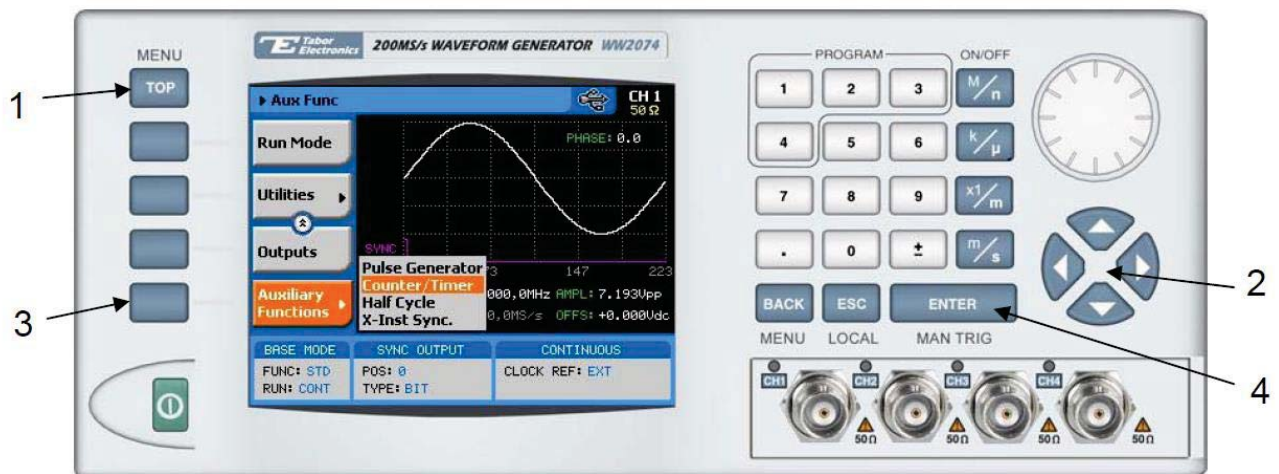 MENU
TOP
1
3
TE Tabor Electronics
200MS/s WAVEFORM GENERATOR WW2074
Aux Func
CH 1
50 Ω
Run Mode
Utilities
Outputs
Auxiliary
Functions
PHASE: 0.0
SYNC
147
223
Pulse Generator
Counter/Timer
Half Cycle
X-Inst Sync.
000,0MHz AMPL: 7.193Vpp
0,0MS/s OFFS: +0.000Vdc
BASE MODE
FUNC: STD
RUN: CONT
SYNC OUTPUT
POS: 0
TYPE: BIT
CONTINUOUS
CLOCK REF: EXT
PROGRAM
ON/OFF
1 2 3 M/n
4 5 6 k/µ
7 8 9 x1/m
. 0 ± m/s
BACK ESC ENTER
MENU LOCAL MAN TRIG
2
4
CH1 CH2 CH3 CH4
50Ω 50Ω 50Ω 50Ω